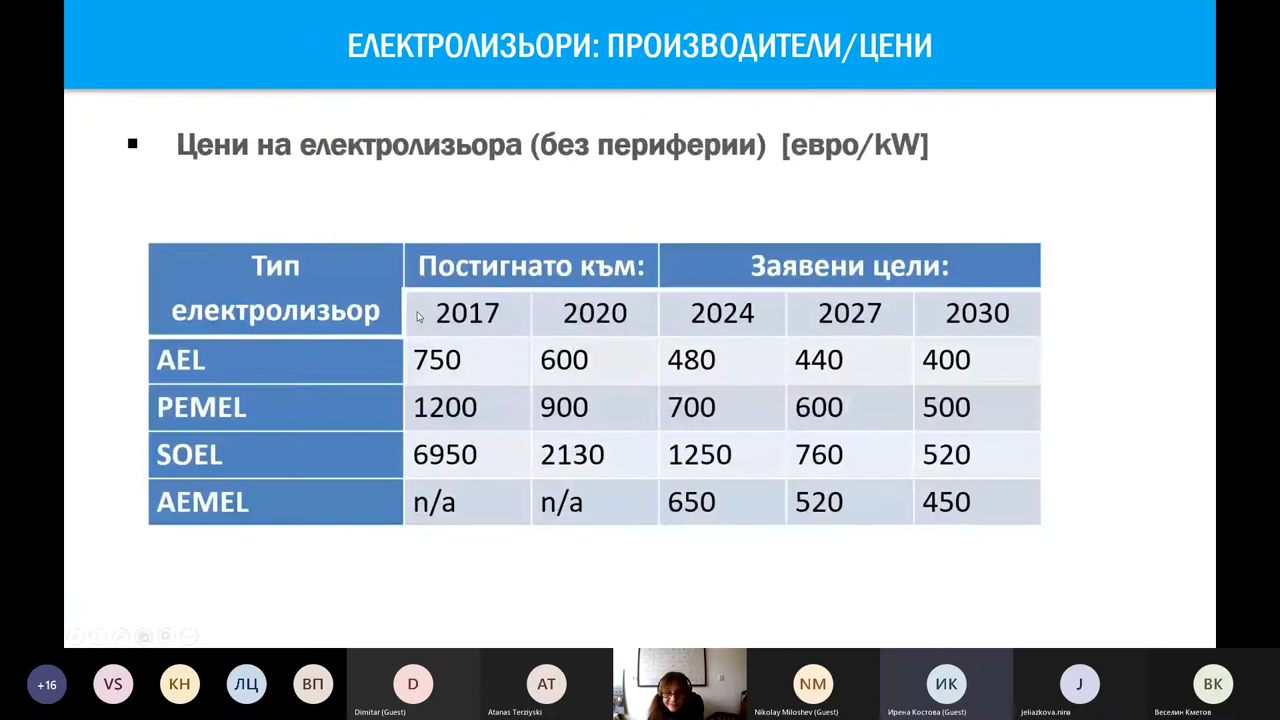 ЕЛЕКТРОЛИЗЬОРИ: ПРОИЗВОДИТЕЛИ/ЦЕНИ
Цени на електролизьора (без периферии) [евро/kW]
Тип електролизьор Постигнато към: Заявени цели:
2017 2020 2024 2027 2030
AEL 750 600 480 440 400
PEMEL 1200 900 700 600 500
SOEL 6950 2130 1250 760 520
AEMEL n/a n/a 650 520 450
+16 VS КН ЛЦ ВП D AT NM ИК J ВК
Dimitar (Guest) Atanas Terziyski Nikolay Miloshev (Guest) Ирена Костова (Guest) jeliazkova.nina Веселин Кметов